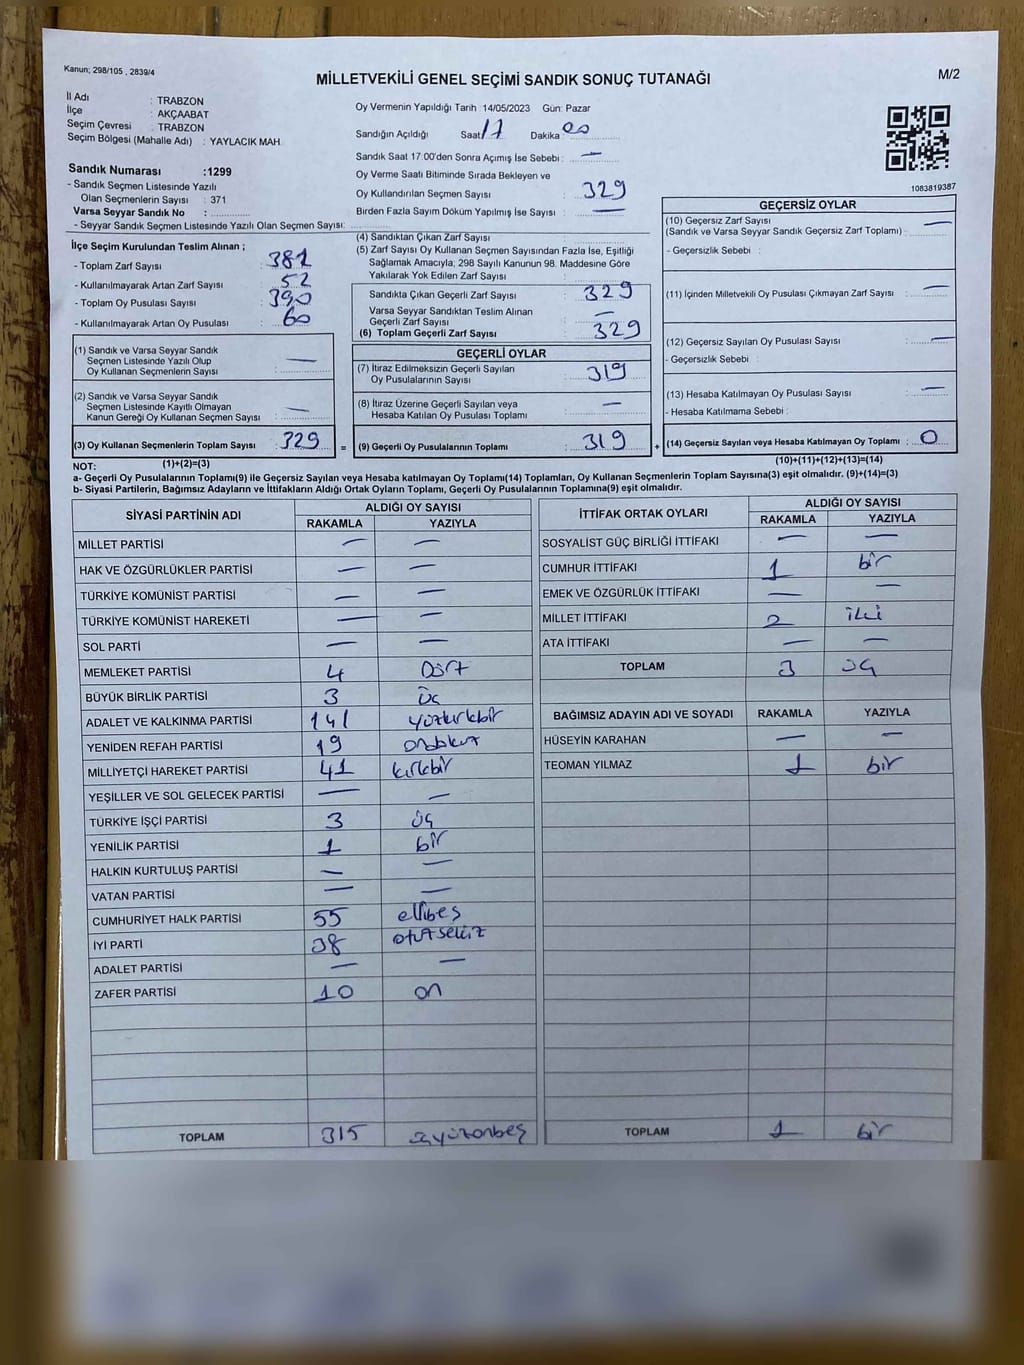 Kanun; 298/105 , 2839/4
M/2
MİLLETVEKİLİ GENEL SEÇİMİ SANDIK SONUÇ TUTANAĞI
İl Adı : TRABZON
İlçe : AKÇAABAT
Seçim Çevresi : TRABZON
Seçim Bölgesi (Mahalle Adı) : YAYLACIK MAH
Sandık Numarası :1299
- Sandık Seçmen Listesinde Yazılı
Olan Seçmenlerin Sayısı : 371
Varsa Seyyar Sandık No :
- Seyyar Sandık Seçmen Listesinde Yazılı Olan Seçmen Sayısı:
Oy Vermenin Yapıldığı Tarih :14/05/2023 Gün: Pazar
Sandığın Açıldığı Saat 17 Dakika 00
Sandık Saat 17:00'den Sonra Açımış İse Sebebi : —
Oy Verme Saati Bitiminde Sırada Bekleyen ve
Oy Kullandırılan Seçmen Sayısı : 329
Birden Fazla Sayım Döküm Yapılmış İse Sayısı : —
1083819387
İlçe Seçim Kurulundan Teslim Alınan ;
- Toplam Zarf Sayısı : 381
- Kullanılmayarak Artan Zarf Sayısı : 52
- Toplam Oy Pusulası Sayısı : 390
- Kullanılmayarak Artan Oy Pusulası : 60
(4) Sandıktan Çıkan Zarf Sayısı :
(5) Zarf Sayısı Oy Kullanan Seçmen Sayısından Fazla İse, Eşitliği
Sağlamak Amacıyla; 298 Sayılı Kanunun 98. Maddesine Göre
Yakılarak Yok Edilen Zarf Sayısı :
Sandıkta Çıkan Geçerli Zarf Sayısı : 329
Varsa Seyyar Sandıktan Teslim Alınan
Geçerli Zarf Sayısı : —
(6) Toplam Geçerli Zarf Sayısı : 329
GEÇERSİZ OYLAR
(10) Geçersiz Zarf Sayısı —
(Sandık ve Varsa Seyyar Sandık Geçersiz Zarf Toplamı) :
- Geçersizlik Sebebi :
(11) İçinden Milletvekili Oy Pusulası Çıkmayan Zarf Sayısı : —
(12) Geçersiz Sayılan Oy Pusulası Sayısı : —
- Geçersizlik Sebebi :
(13) Hesaba Katılmayan Oy Pusulası Sayısı : —
- Hesaba Katılmama Sebebi :
(14) Geçersiz Sayılan veya Hesaba Katılmayan Oy Toplamı : 0
(1) Sandık ve Varsa Seyyar Sandık
Seçmen Listesinde Yazılı Olup
Oy Kullanan Seçmenlerin Sayısı : —
(2) Sandık ve Varsa Seyyar Sandık
Seçmen Listesinde Kayıtlı Olmayan
Kanun Gereği Oy Kullanan Seçmen Sayısı : —
(3) Oy Kullanan Seçmenlerin Toplam Sayısı : 329 =
GEÇERLİ OYLAR
(7) İtiraz Edilmeksizin Geçerli Sayılan
Oy Pusulalarının Sayısı : 319
(8) İtiraz Üzerine Geçerli Sayılan veya
Hesaba Katılan Oy Pusulası Toplamı : —
(9) Geçerli Oy Pusulalarının Toplamı : 319 +
NOT: (1)+(2)=(3)
(10)+(11)+(12)+(13)=(14)
a- Geçerli Oy Pusulalarının Toplamı(9) ile Geçersiz Sayılan veya Hesaba katılmayan Oy Toplamı(14) Toplamları, Oy Kullanan Seçmenlerin Toplam Sayısına(3) eşit olmalıdır. (9)+(14)=(3)
b- Siyasi Partilerin, Bağımsız Adayların ve İttifakların Aldığı Ortak Oyların Toplamı, Geçerli Oy Pusulalarının Toplamına(9) eşit olmalıdır.
SİYASİ PARTİNİN ADI ALDIĞI OY SAYISI
RAKAMLA YAZIYLA
MİLLET PARTİSİ — —
HAK VE ÖZGÜRLÜKLER PARTİSİ — —
TÜRKİYE KOMÜNİST PARTİSİ — —
TÜRKİYE KOMÜNİST HAREKETİ — —
SOL PARTİ — —
MEMLEKET PARTİSİ 4 Dört
BÜYÜK BİRLİK PARTİSİ 3 üç
ADALET VE KALKINMA PARTİSİ 141 yüzkırkbir
YENİDEN REFAH PARTİSİ 19 ondokuz
MİLLİYETÇİ HAREKET PARTİSİ 41 kırkbir
YEŞİLLER VE SOL GELECEK PARTİSİ — —
TÜRKİYE İŞÇİ PARTİSİ 3 üç
YENİLİK PARTİSİ 1 bir
HALKIN KURTULUŞ PARTİSİ — —
VATAN PARTİSİ — —
CUMHURİYET HALK PARTİSİ 55 ellibeş
İYİ PARTİ 38 otuzsekiz
ADALET PARTİSİ — —
ZAFER PARTİSİ 10 on
TOPLAM 315 üçyüzonbeş
İTTİFAK ORTAK OYLARI ALDIĞI OY SAYISI
RAKAMLA YAZIYLA
SOSYALİST GÜÇ BİRLİĞİ İTTİFAKI — —
CUMHUR İTTİFAKI 1 bir
EMEK VE ÖZGÜRLÜK İTTİFAKI — —
MİLLET İTTİFAKI 2 iki
ATA İTTİFAKI — —
TOPLAM 3 üç
BAĞIMSIZ ADAYIN ADI VE SOYADI RAKAMLA YAZIYLA
HÜSEYİN KARAHAN — —
TEOMAN YILMAZ 1 bir
TOPLAM 1 bir